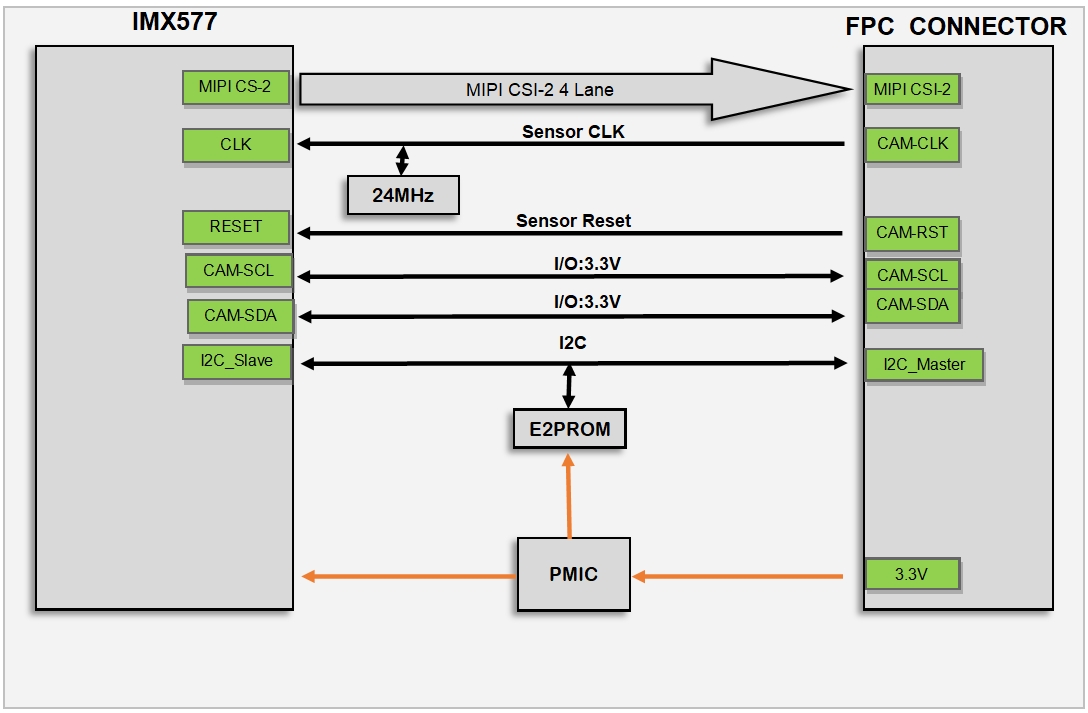 IMX577
FPC CONNECTOR
MIPI CS-2
MIPI CSI-2 4 Lane
MIPI CSI-2
CLK
Sensor CLK
CAM-CLK
24MHz
RESET
Sensor Reset
CAM-RST
CAM-SCL
I/O:3.3V
CAM-SCL
CAM-SDA
I/O:3.3V
CAM-SDA
I2C_Slave
I2C
I2C_Master
E2PROM
PMIC
3.3V